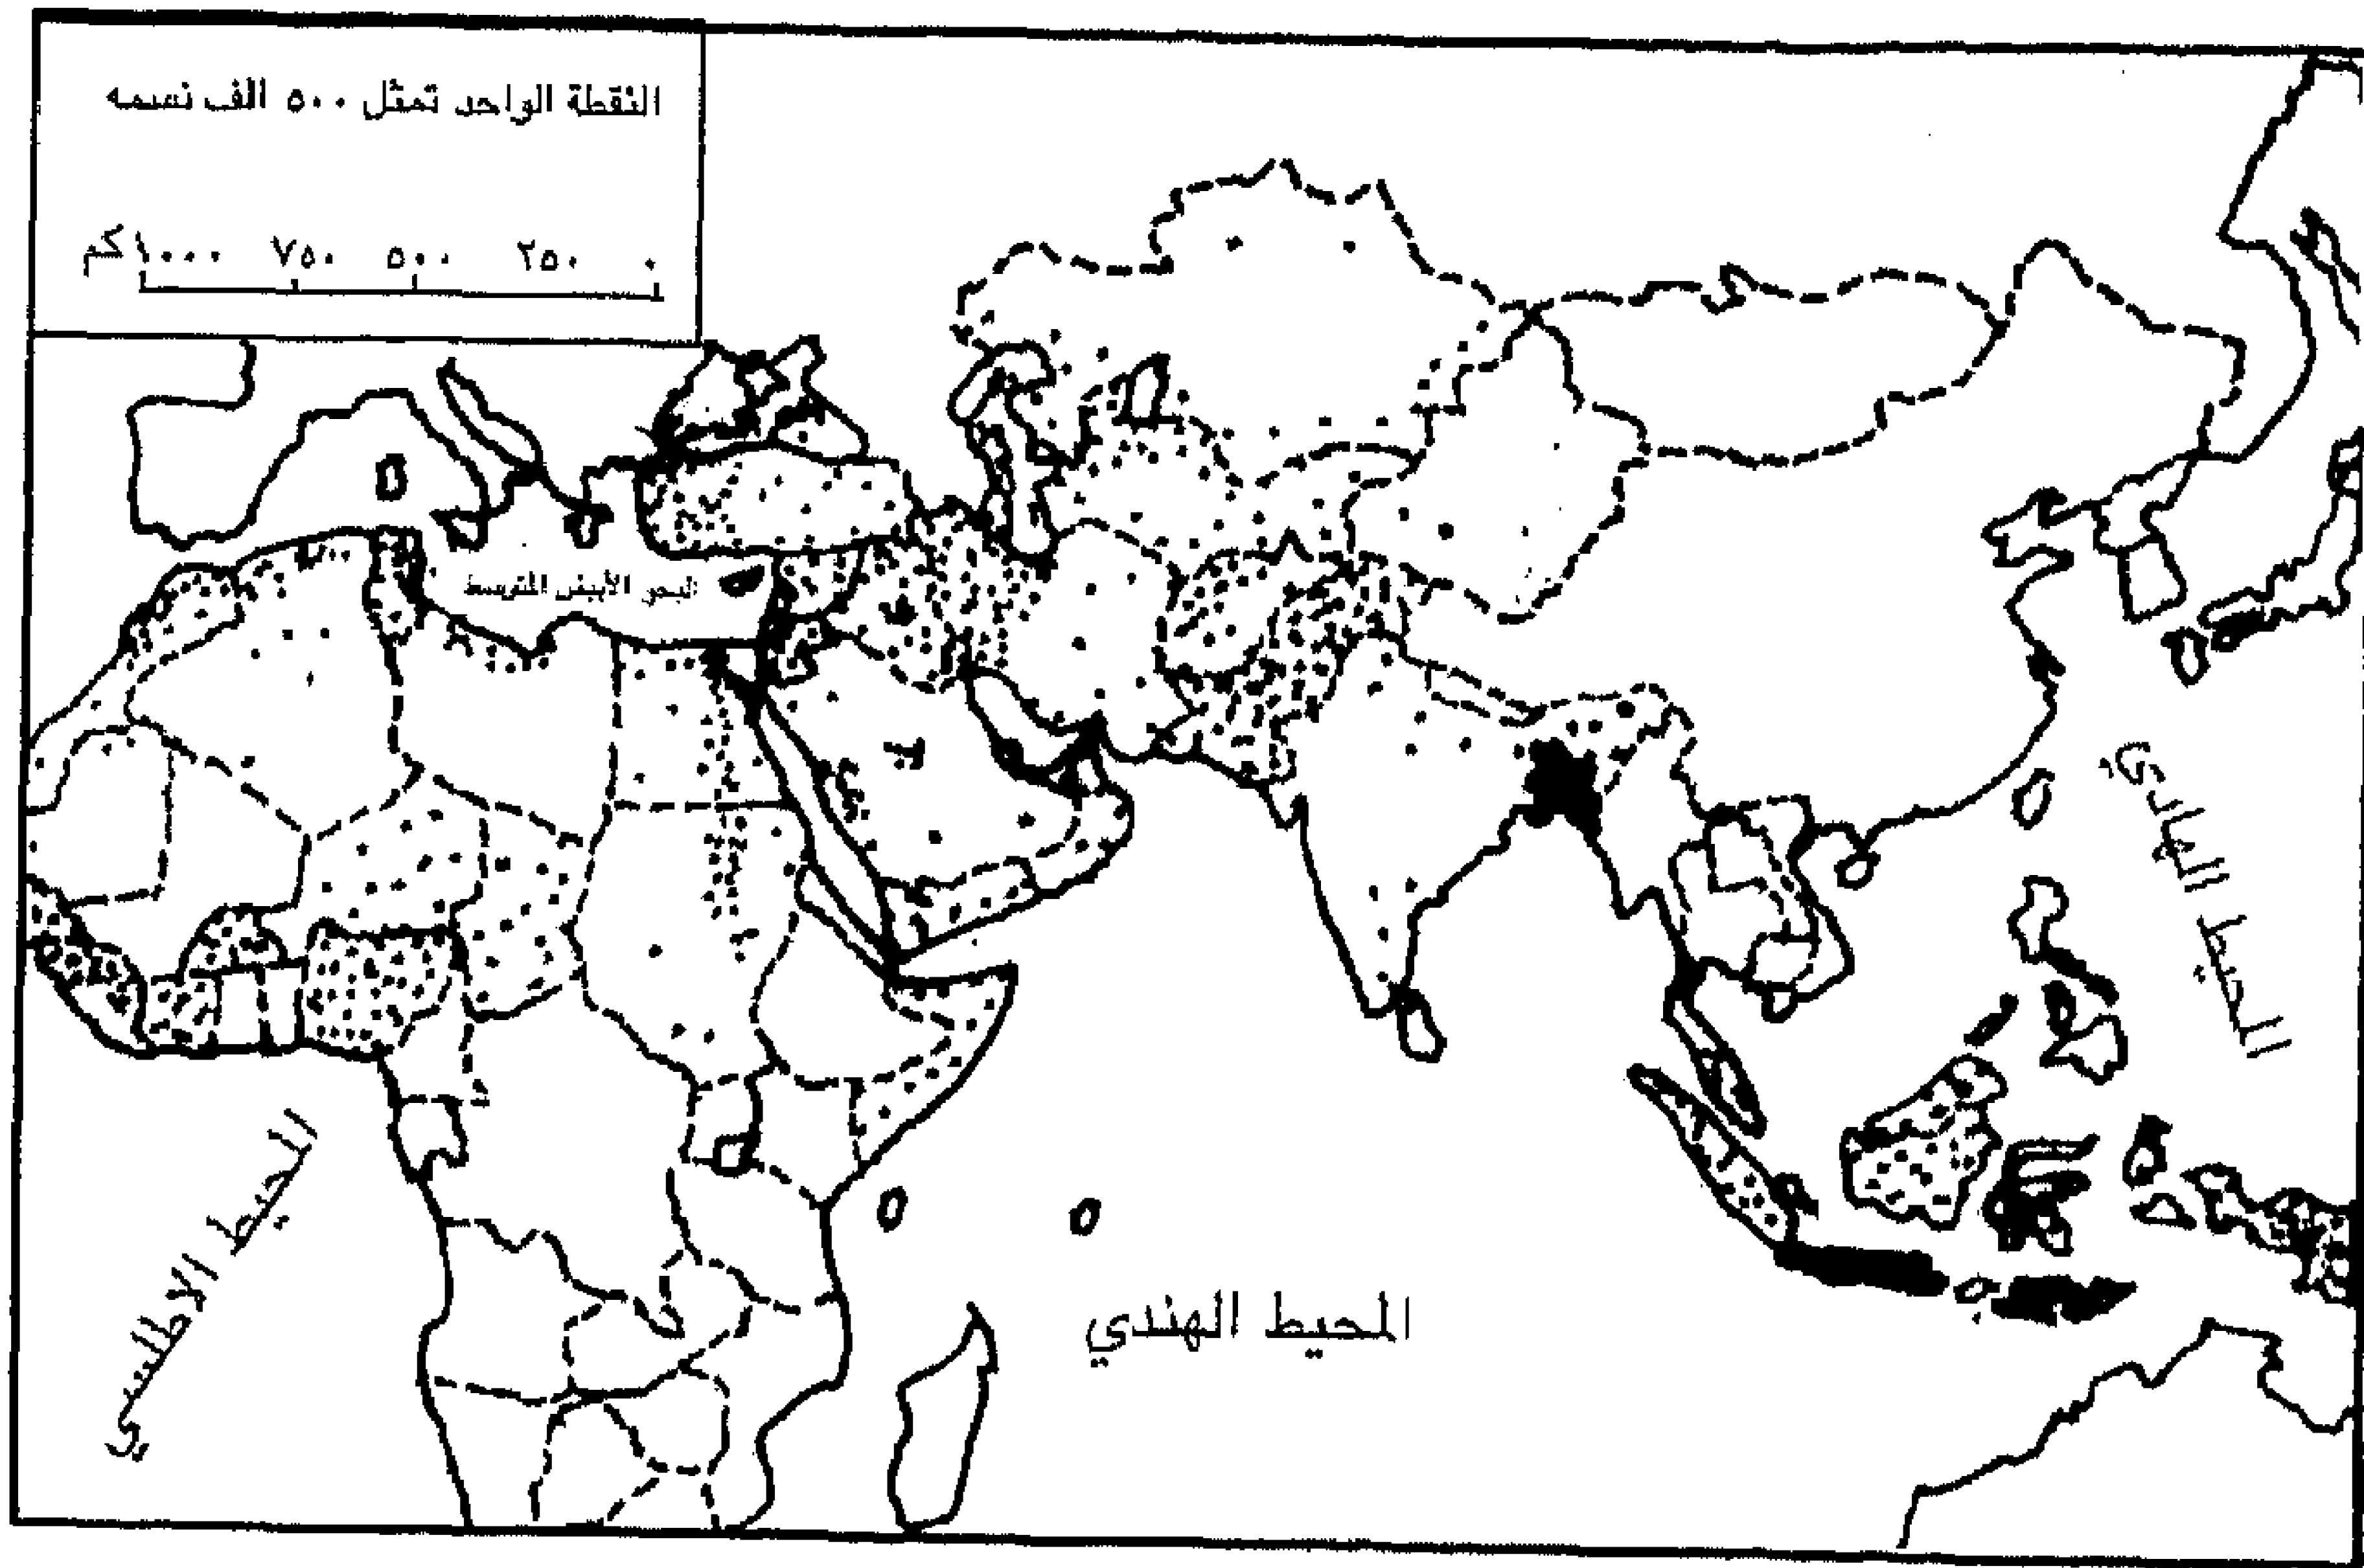 النقطة الواحد تمثل ٥٠٠ الف نسمه
١٠٠٠كم ٧٥٠ ٥٠٠ ٢٥٠ ٠
البحر الأبيض المتوسط
المحيط الهادي
المحيط الاطلسي
المحيط الهندي